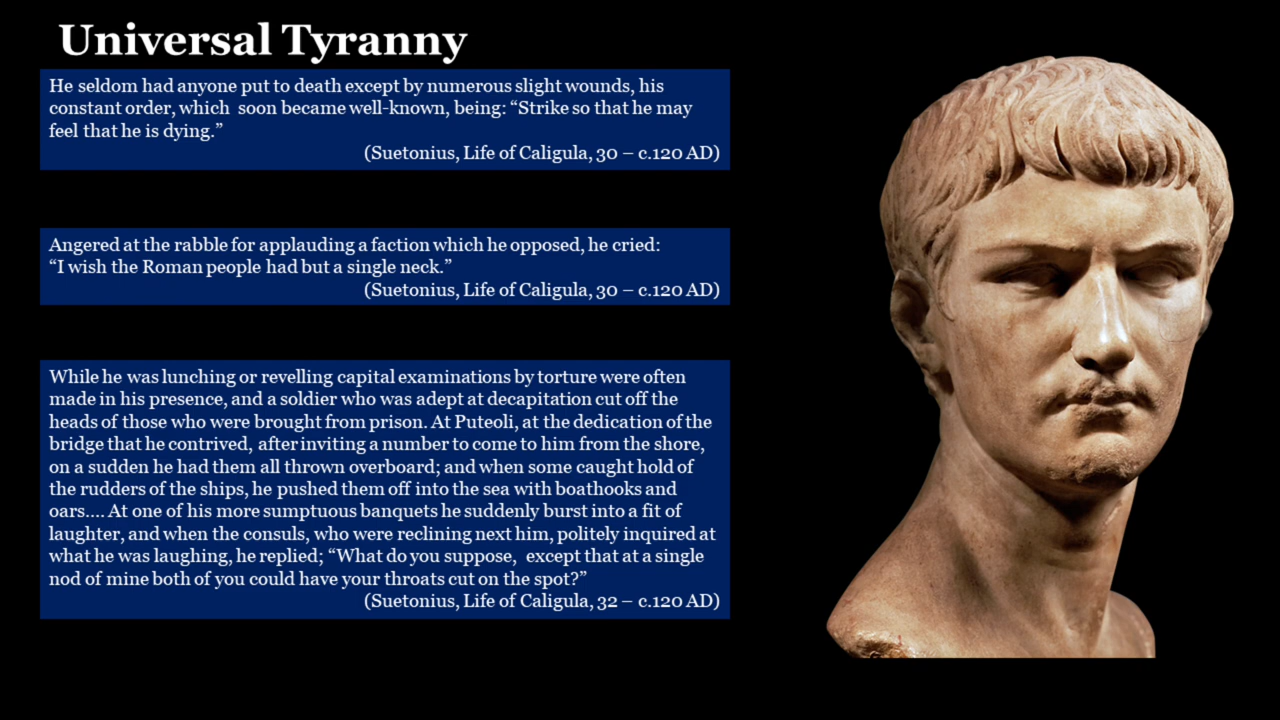 Universal Tyranny
He seldom had anyone put to death except by numerous slight wounds, his
constant order, which soon became well-known, being: “Strike so that he may
feel that he is dying.”
(Suetonius, Life of Caligula, 30 – c.120 AD)
Angered at the rabble for applauding a faction which he opposed, he cried:
“I wish the Roman people had but a single neck.”
(Suetonius, Life of Caligula, 30 – c.120 AD)
While he was lunching or revelling capital examinations by torture were often
made in his presence, and a soldier who was adept at decapitation cut off the
heads of those who were brought from prison. At Puteoli, at the dedication of the
bridge that he contrived, after inviting a number to come to him from the shore,
on a sudden he had them all thrown overboard; and when some caught hold of
the rudders of the ships, he pushed them off into the sea with boathooks and
oars.... At one of his more sumptuous banquets he suddenly burst into a fit of
laughter, and when the consuls, who were reclining next him, politely inquired at
what he was laughing, he replied; “What do you suppose, except that at a single
nod of mine both of you could have your throats cut on the spot?”
(Suetonius, Life of Caligula, 32 – c.120 AD)